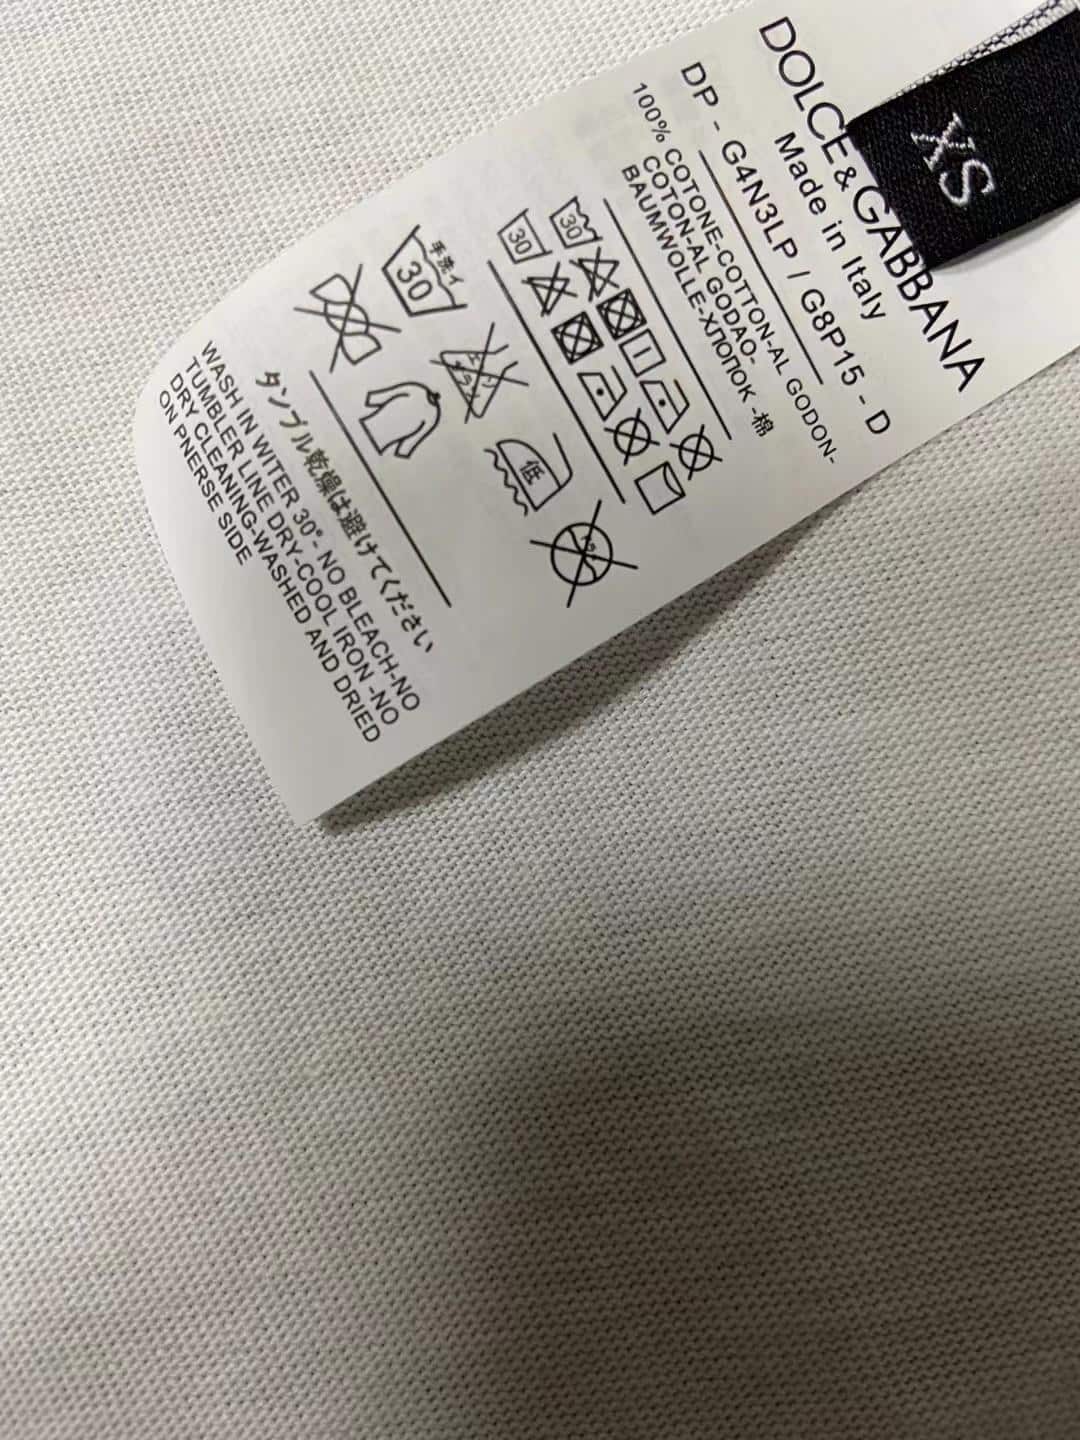 XS
DOLCE&GABBANA
Made in Italy
DP - G4N3LP / G8P15 - D
100% COTONE-COTTON-AL GODON-
COTON-AL GODAO-
BAUMWOLLE-ХПОПОК -棉
30
30
手洗イ
30
低
タンブル乾燥は避けてください
WASH IN WITER 30°- NO BLEACH-NO
TUMBLER LINE DRY-COOL IRON -NO
DRY CLEANING-WASHED AND DRIED
ON PNERSE SIDE